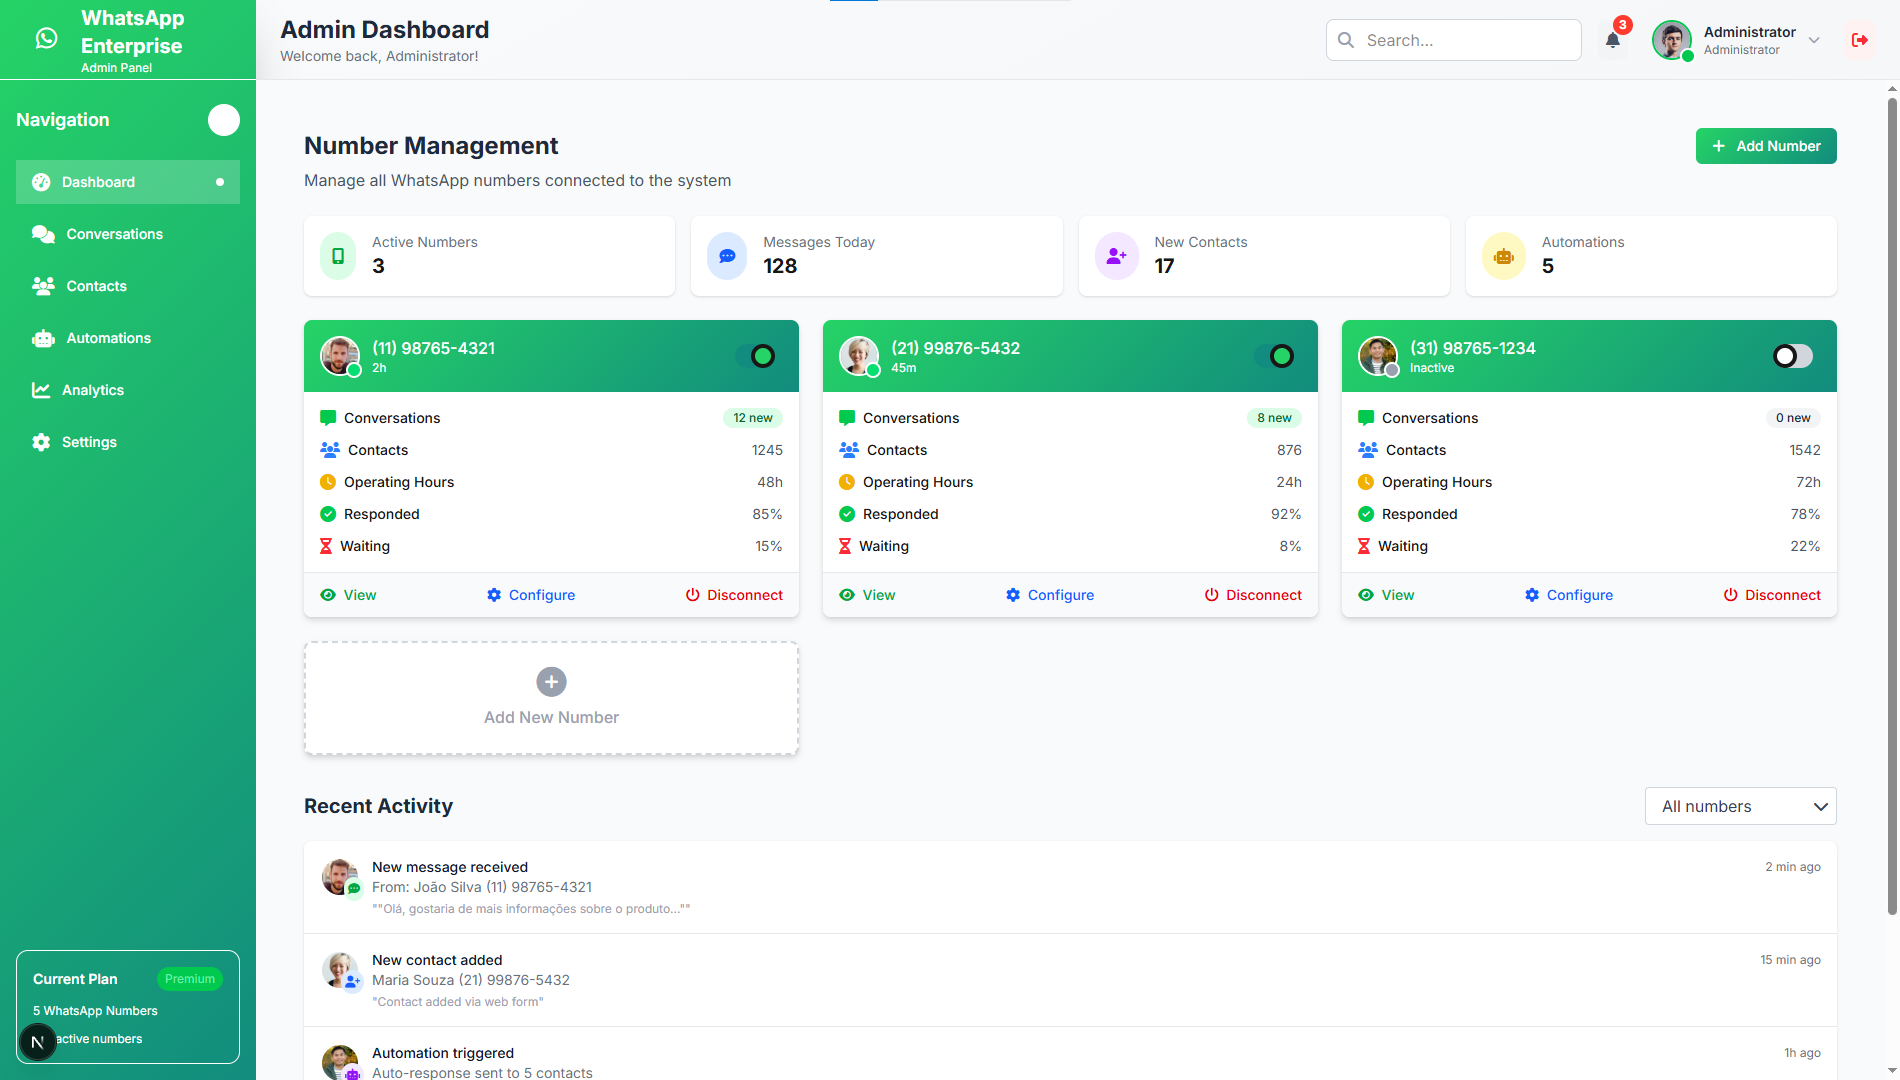 WhatsApp
Enterprise
Admin Panel
Navigation
Dashboard
Conversations
Contacts
Automations
Analytics
Settings
Current Plan
Premium
5 WhatsApp Numbers
active numbers
N
Admin Dashboard
Welcome back, Administrator!
Search...
3
Administrator
Administrator
Number Management
Manage all WhatsApp numbers connected to the system
Add Number
Active Numbers
3
Messages Today
128
New Contacts
17
Automations
5
(11) 98765-4321
2h
Conversations
12 new
Contacts
1245
Operating Hours
48h
Responded
85%
Waiting
15%
View
Configure
Disconnect
(21) 99876-5432
45m
Conversations
8 new
Contacts
876
Operating Hours
24h
Responded
92%
Waiting
8%
View
Configure
Disconnect
(31) 98765-1234
Inactive
Conversations
0 new
Contacts
1542
Operating Hours
72h
Responded
78%
Waiting
22%
View
Configure
Disconnect
Add New Number
Recent Activity
All numbers
New message received
2 min ago
From: João Silva (11) 98765-4321
""Olá, gostaria de mais informações sobre o produto...""
New contact added
15 min ago
Maria Souza (21) 99876-5432
"Contact added via web form"
Automation triggered
1h ago
Auto-response sent to 5 contacts